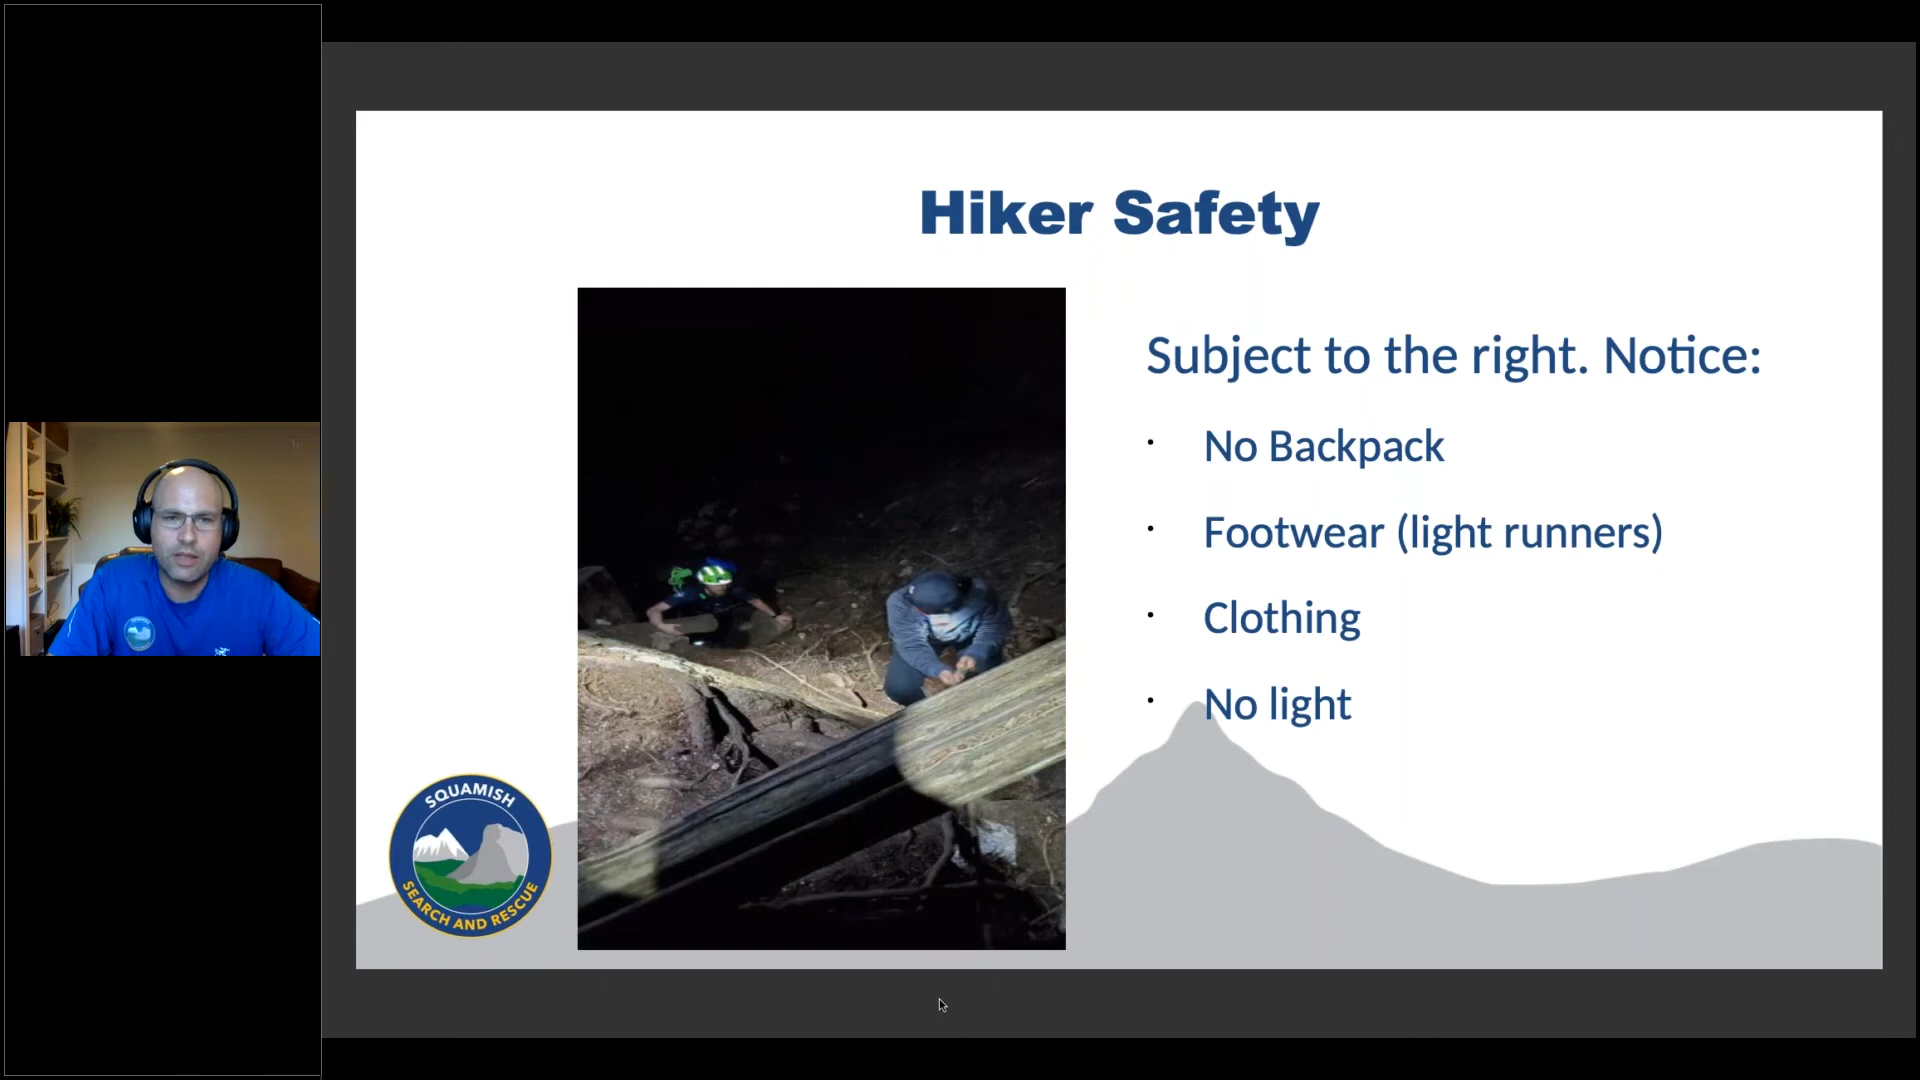 Hiker Safety
Subject to the right. Notice:
· No Backpack
· Footwear (light runners)
· Clothing
· No light
SQUAMISH
SEARCH AND RESCUE